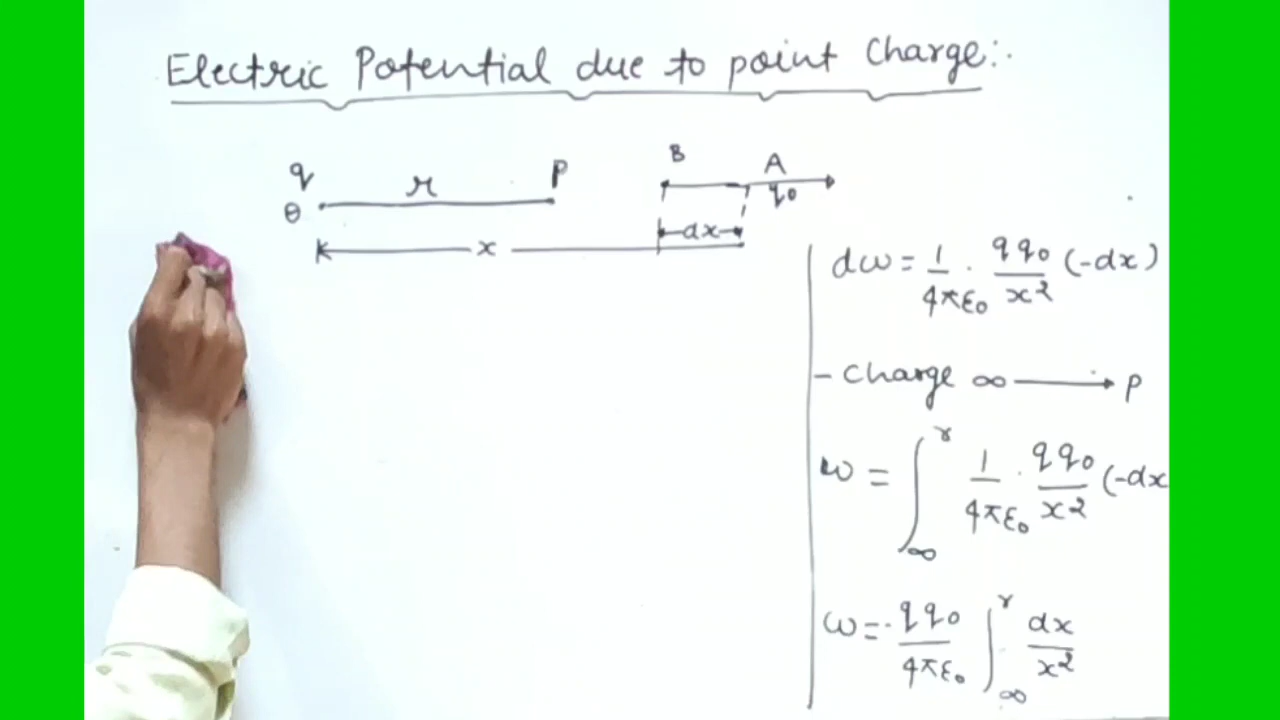 Electric Potential due to point Charge:.
q r P B A
θ q₀
x dx
dω = 1/4πε₀ · qq₀/x² (-dx)
- Charge ∞ → P
ω = ∫_∞^r 1/4πε₀ · qq₀/x² (-dx
ω = - qq₀/4πε₀ ∫_∞^r dx/x²